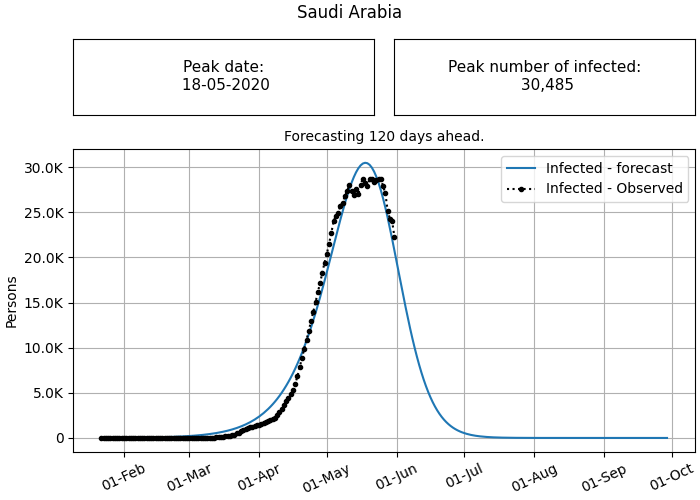 Saudi Arabia
Peak date:
18-05-2020
Peak number of infected:
30,485
Forecasting 120 days ahead.
Infected - forecast
Infected - Observed
Persons
30.0K
25.0K
20.0K
15.0K
10.0K
5.0K
0
01-Feb
01-Mar
01-Apr
01-May
01-Jun
01-Jul
01-Aug
01-Sep
01-Oct